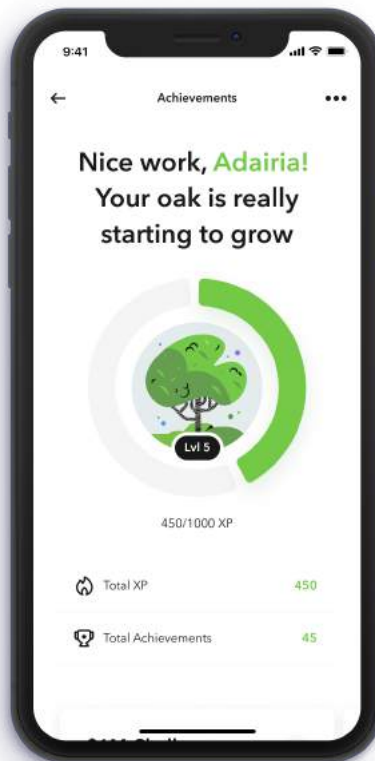 9:41
Achievements
Nice work, Adairia!
Your oak is really
starting to grow
Lvl 5
450/1000 XP
Total XP 450
Total Achievements 45